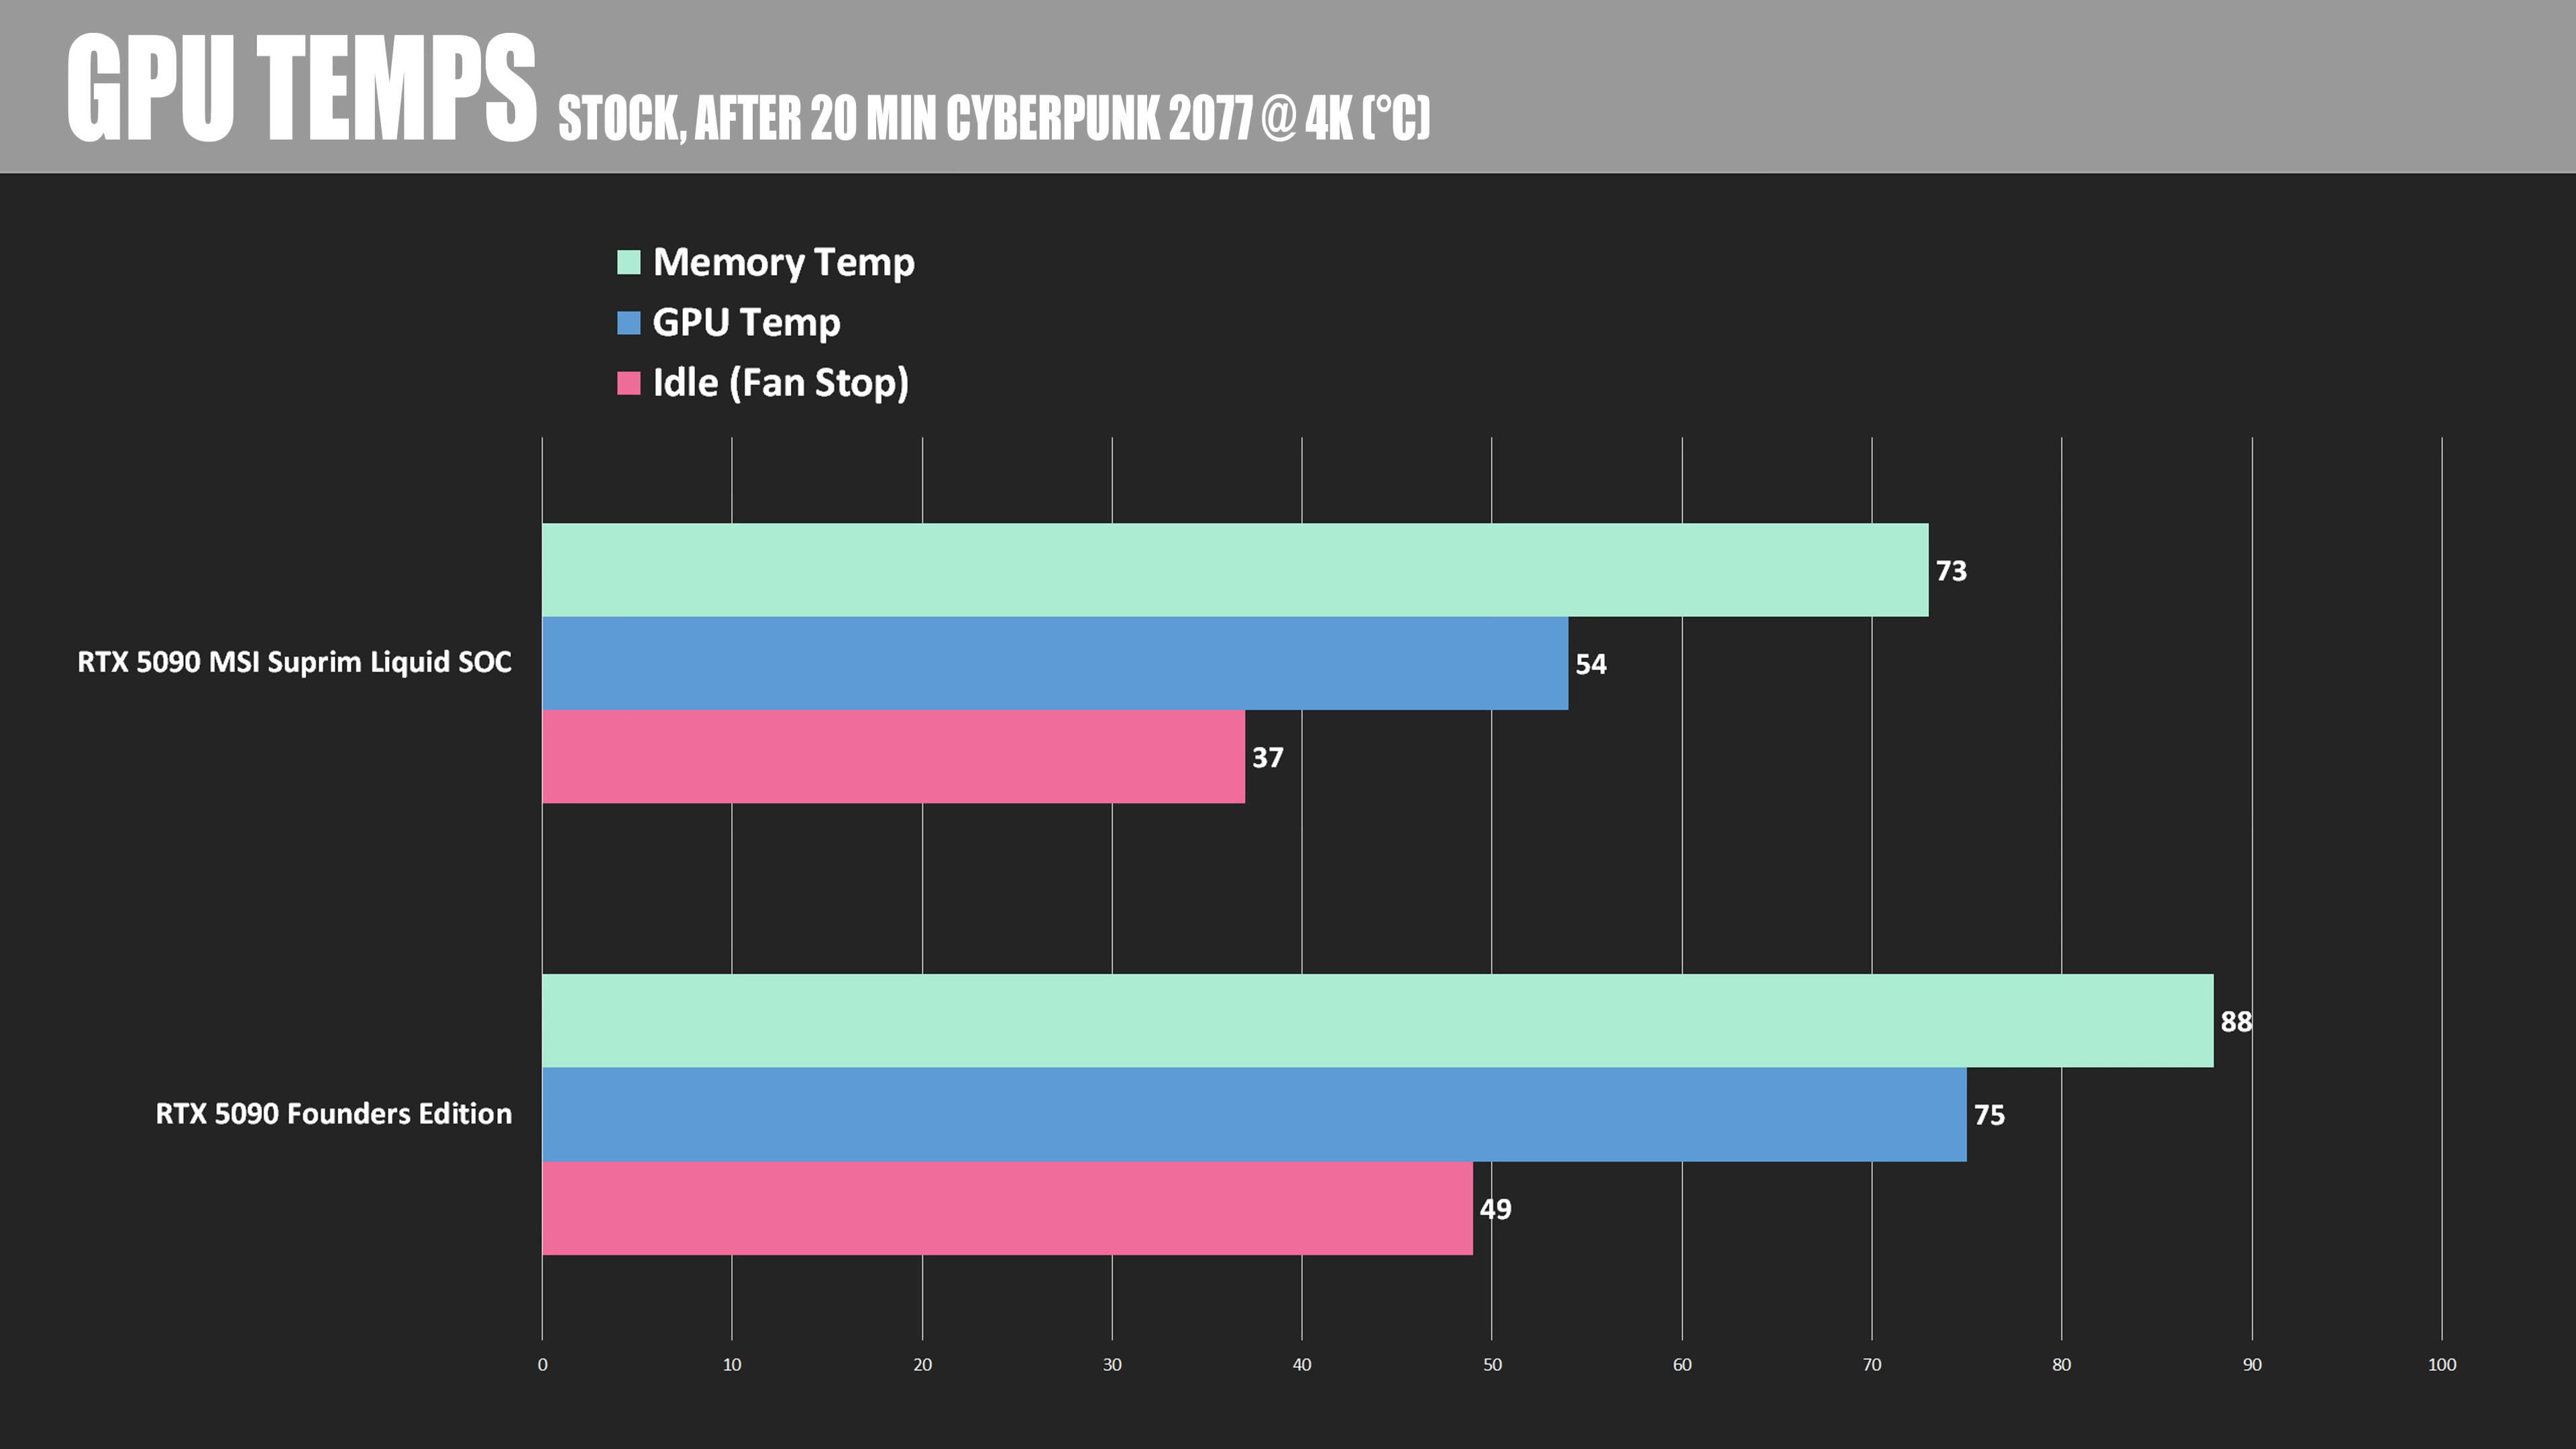 GPU TEMPS STOCK, AFTER 20 MIN CYBERPUNK 2077 @ 4K (°C)
Memory Temp
GPU Temp
Idle (Fan Stop)
73
RTX 5090 MSI Suprim Liquid SOC
54
37
88
RTX 5090 Founders Edition
75
49
0 10 20 30 40 50 60 70 80 90 100